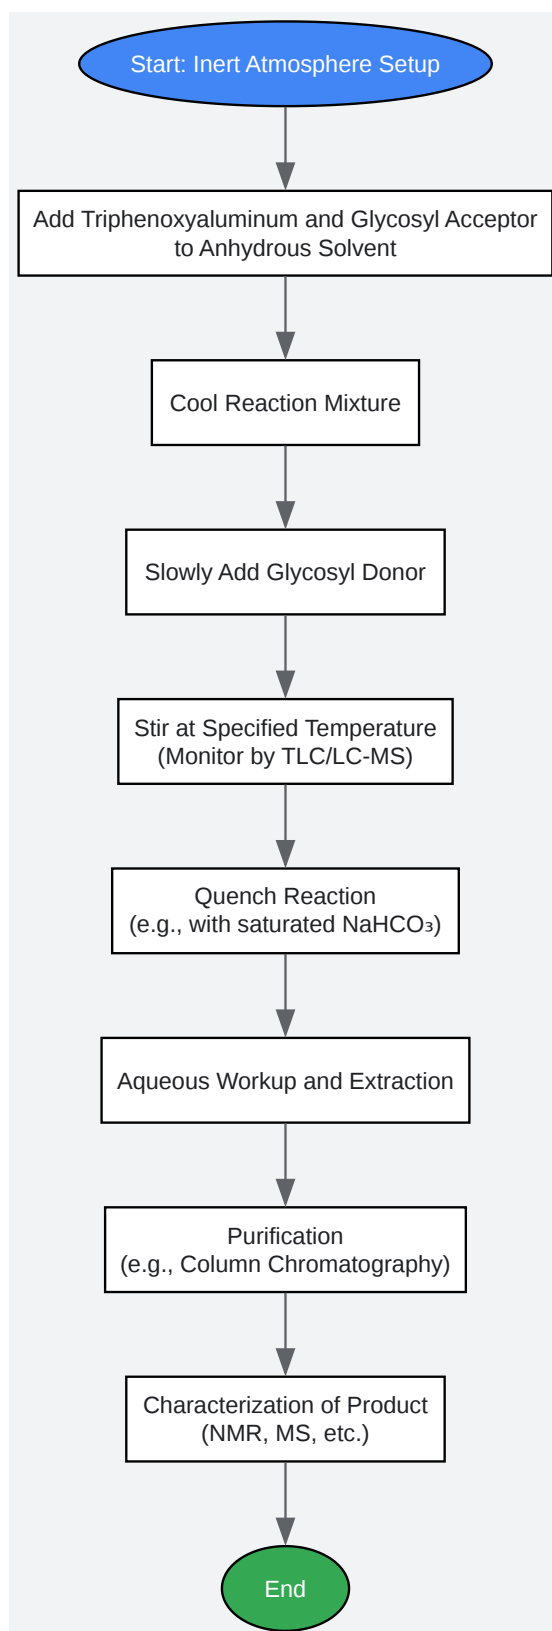 Start: Inert Atmosphere Setup
Add Triphenoxyaluminum and Glycosyl Acceptor
to Anhydrous Solvent
Cool Reaction Mixture
Slowly Add Glycosyl Donor
Stir at Specified Temperature
(Monitor by TLC/LC-MS)
Quench Reaction
(e.g., with saturated NaHCO₃)
Aqueous Workup and Extraction
Purification
(e.g., Column Chromatography)
Characterization of Product
(NMR, MS, etc.)
End